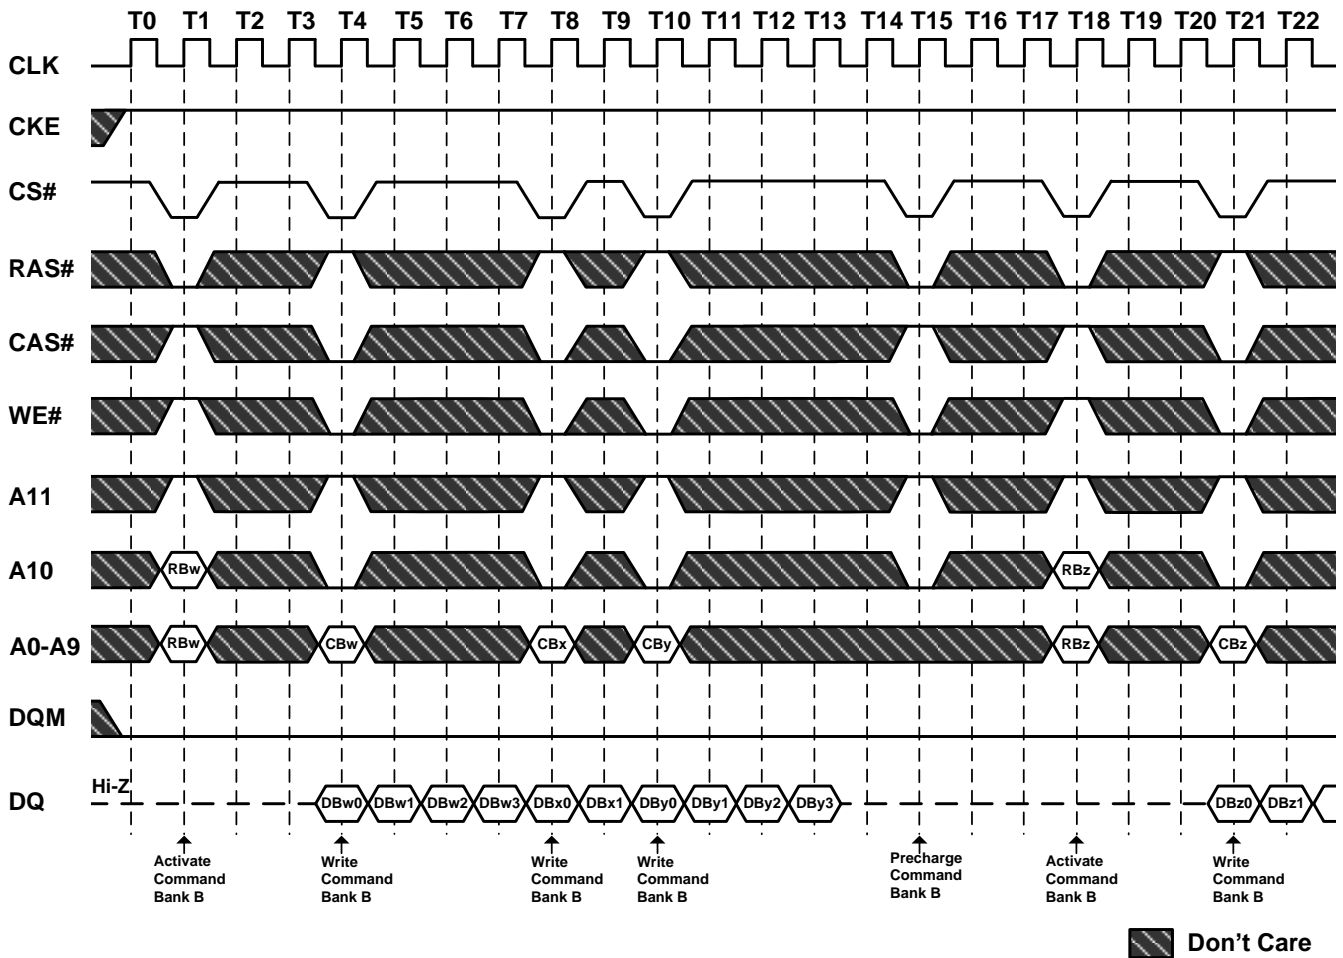 T0 T1 T2 T3 T4 T5 T6 T7 T8 T9 T10 T11 T12 T13 T14 T15 T16 T17 T18 T19 T20 T21 T22
CLK
CKE
CS#
RAS#
CAS#
WE#
A11
A10 RBw RBz
A0-A9 RBw CBw CBx CBy RBz CBz
DQM
DQ Hi-Z DBw0 DBw1 DBw2 DBw3 DBx0 DBx1 DBy0 DBy1 DBy2 DBy3 DBz0 DBz1
Activate
Command
Bank B
Write
Command
Bank B
Write
Command
Bank B
Write
Command
Bank B
Precharge
Command
Bank B
Activate
Command
Bank B
Write
Command
Bank B
Don't Care